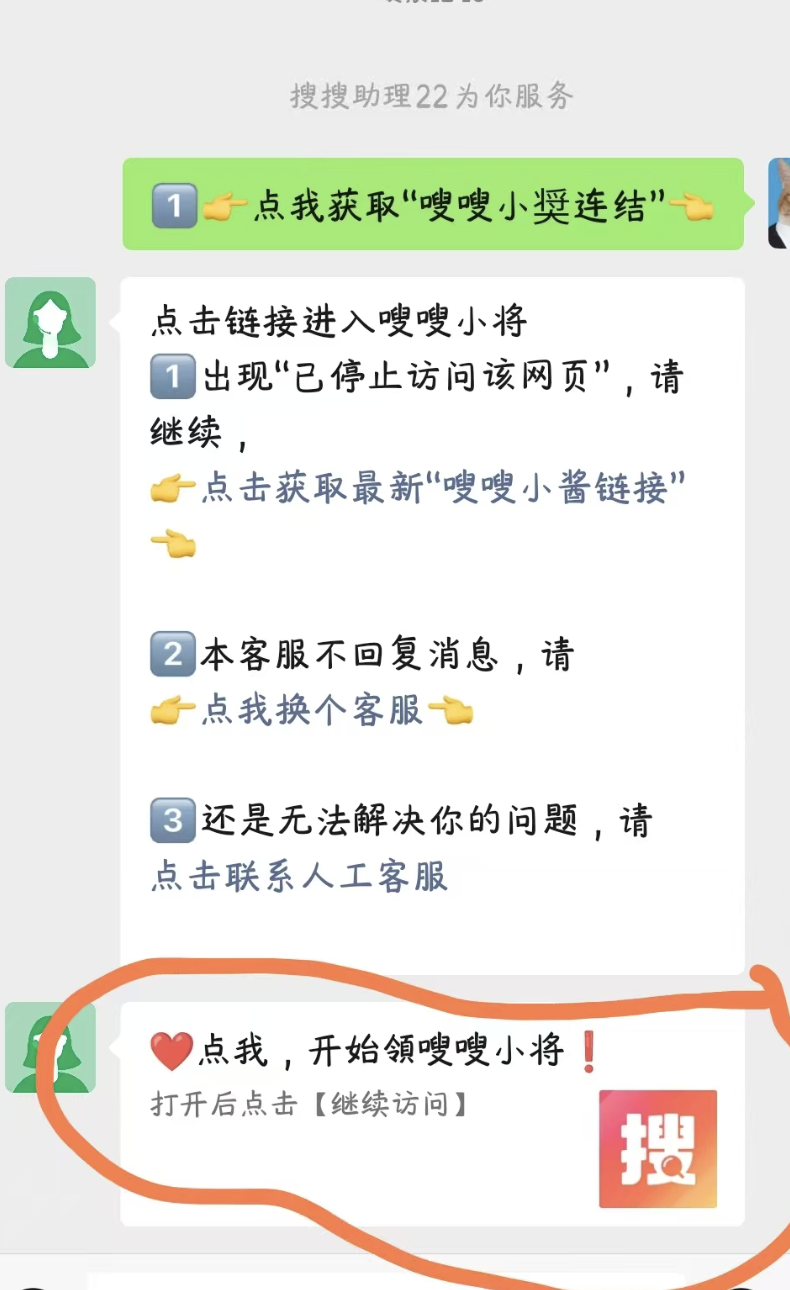 搜搜助理22为你服务
1️⃣👉点我获取“嗖嗖小奨连结”👈
点击链接进入嗖嗖小将
1️⃣出现“已停止访问该网页”，请
继续，
👉点击获取最新“嗖嗖小酱链接”
👈
2️⃣本客服不回复消息，请
👉点我换个客服👈
3️⃣还是无法解决你的问题，请
点击联系人工客服
❤️点我，开始領嗖嗖小将❗
打开后点击【继续访问】
搜